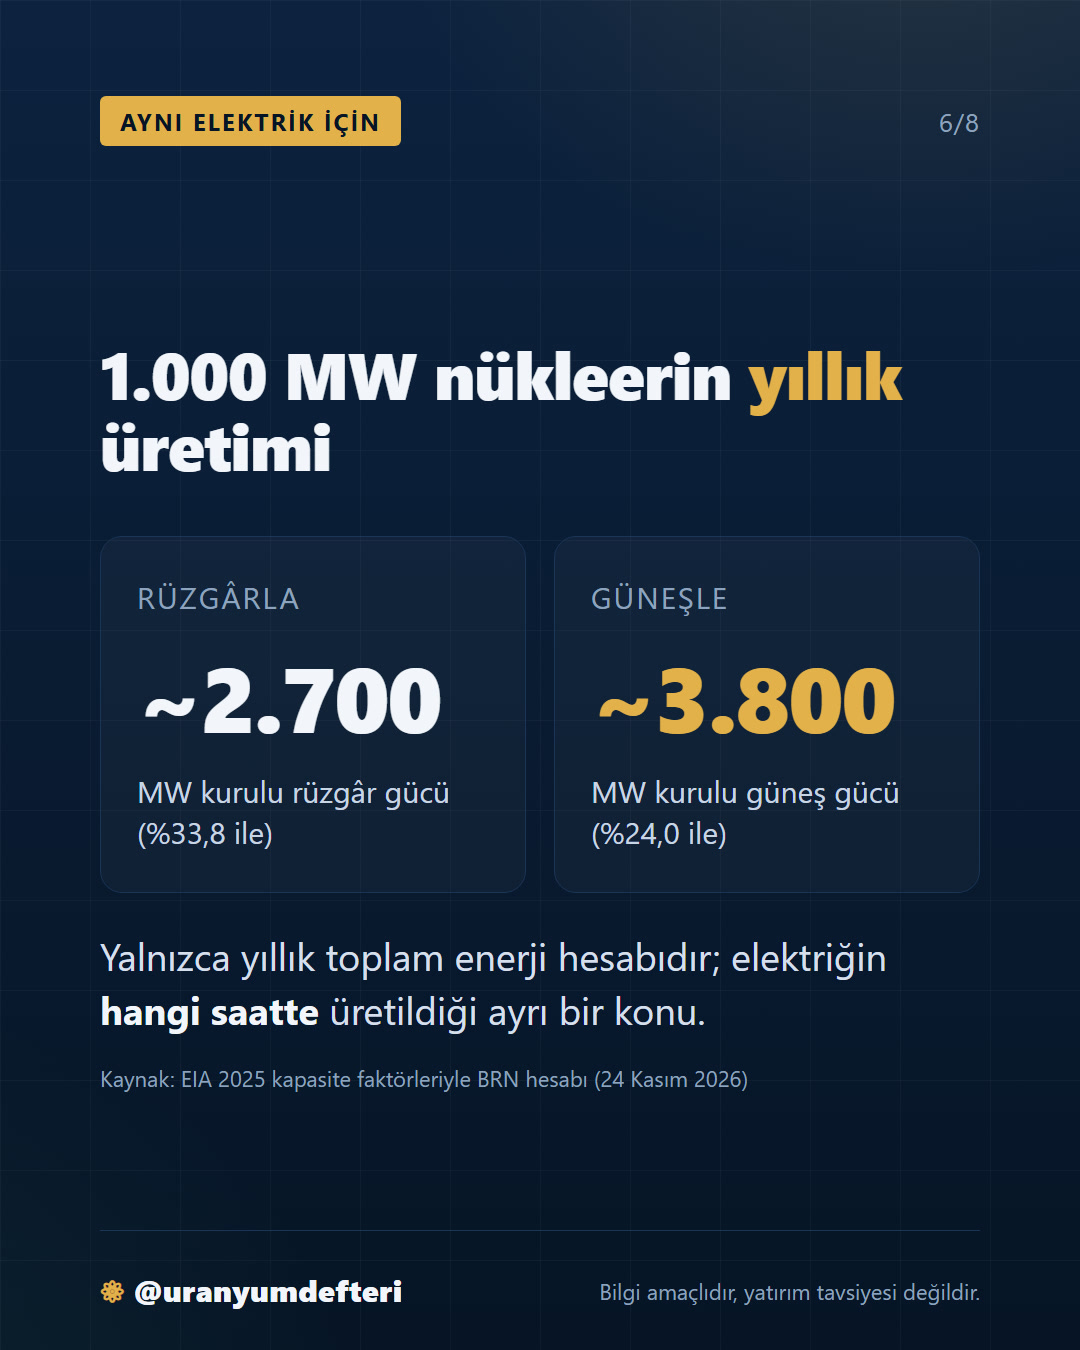 AYNI ELEKTRİK İÇİN
6/8
1.000 MW nükleerin yıllık
üretimi
RÜZGÂRLA
~2.700
MW kurulu rüzgâr gücü
(%33,8 ile)
GÜNEŞLE
~3.800
MW kurulu güneş gücü
(%24,0 ile)
Yalnızca yıllık toplam enerji hesabıdır; elektriğin
hangi saatte üretildiği ayrı bir konu.
Kaynak: EIA 2025 kapasite faktörleriyle BRN hesabı (24 Kasım 2026)
@uranyumdefteri
Bilgi amaçlıdır, yatırım tavsiyesi değildir.